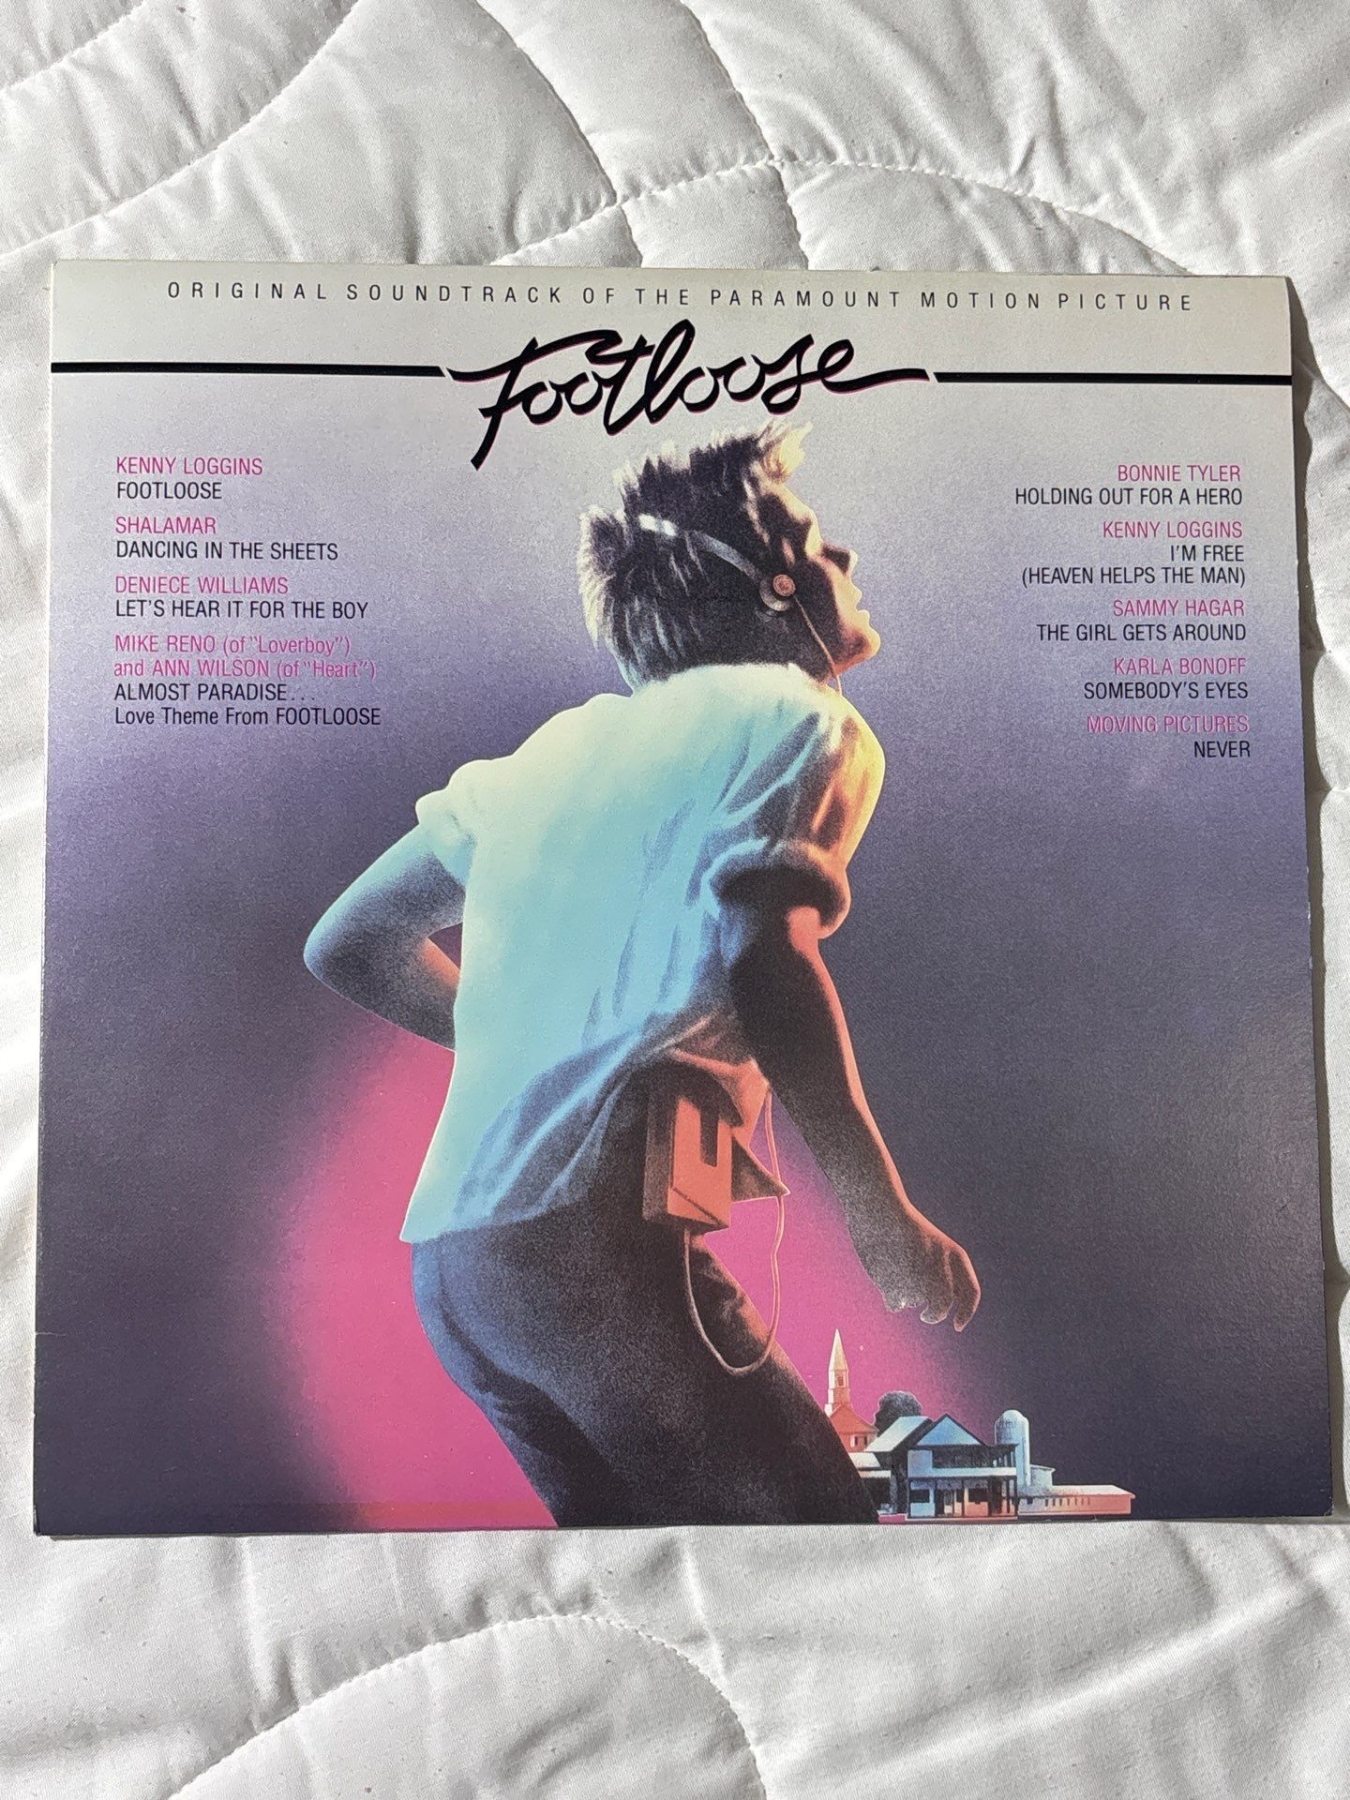 ORIGINAL SOUNDTRACK OF THE PARAMOUNT MOTION PICTURE
Footloose
KENNY LOGGINS
FOOTLOOSE
SHALAMAR
DANCING IN THE SHEETS
DENIECE WILLIAMS
LET'S HEAR IT FOR THE BOY
MIKE RENO (of "Loverboy")
and ANN WILSON (of "Heart")
ALMOST PARADISE...
Love Theme From FOOTLOOSE
BONNIE TYLER
HOLDING OUT FOR A HERO
KENNY LOGGINS
I'M FREE
(HEAVEN HELPS THE MAN)
SAMMY HAGAR
THE GIRL GETS AROUND
KARLA BONOFF
SOMEBODY'S EYES
MOVING PICTURES
NEVER